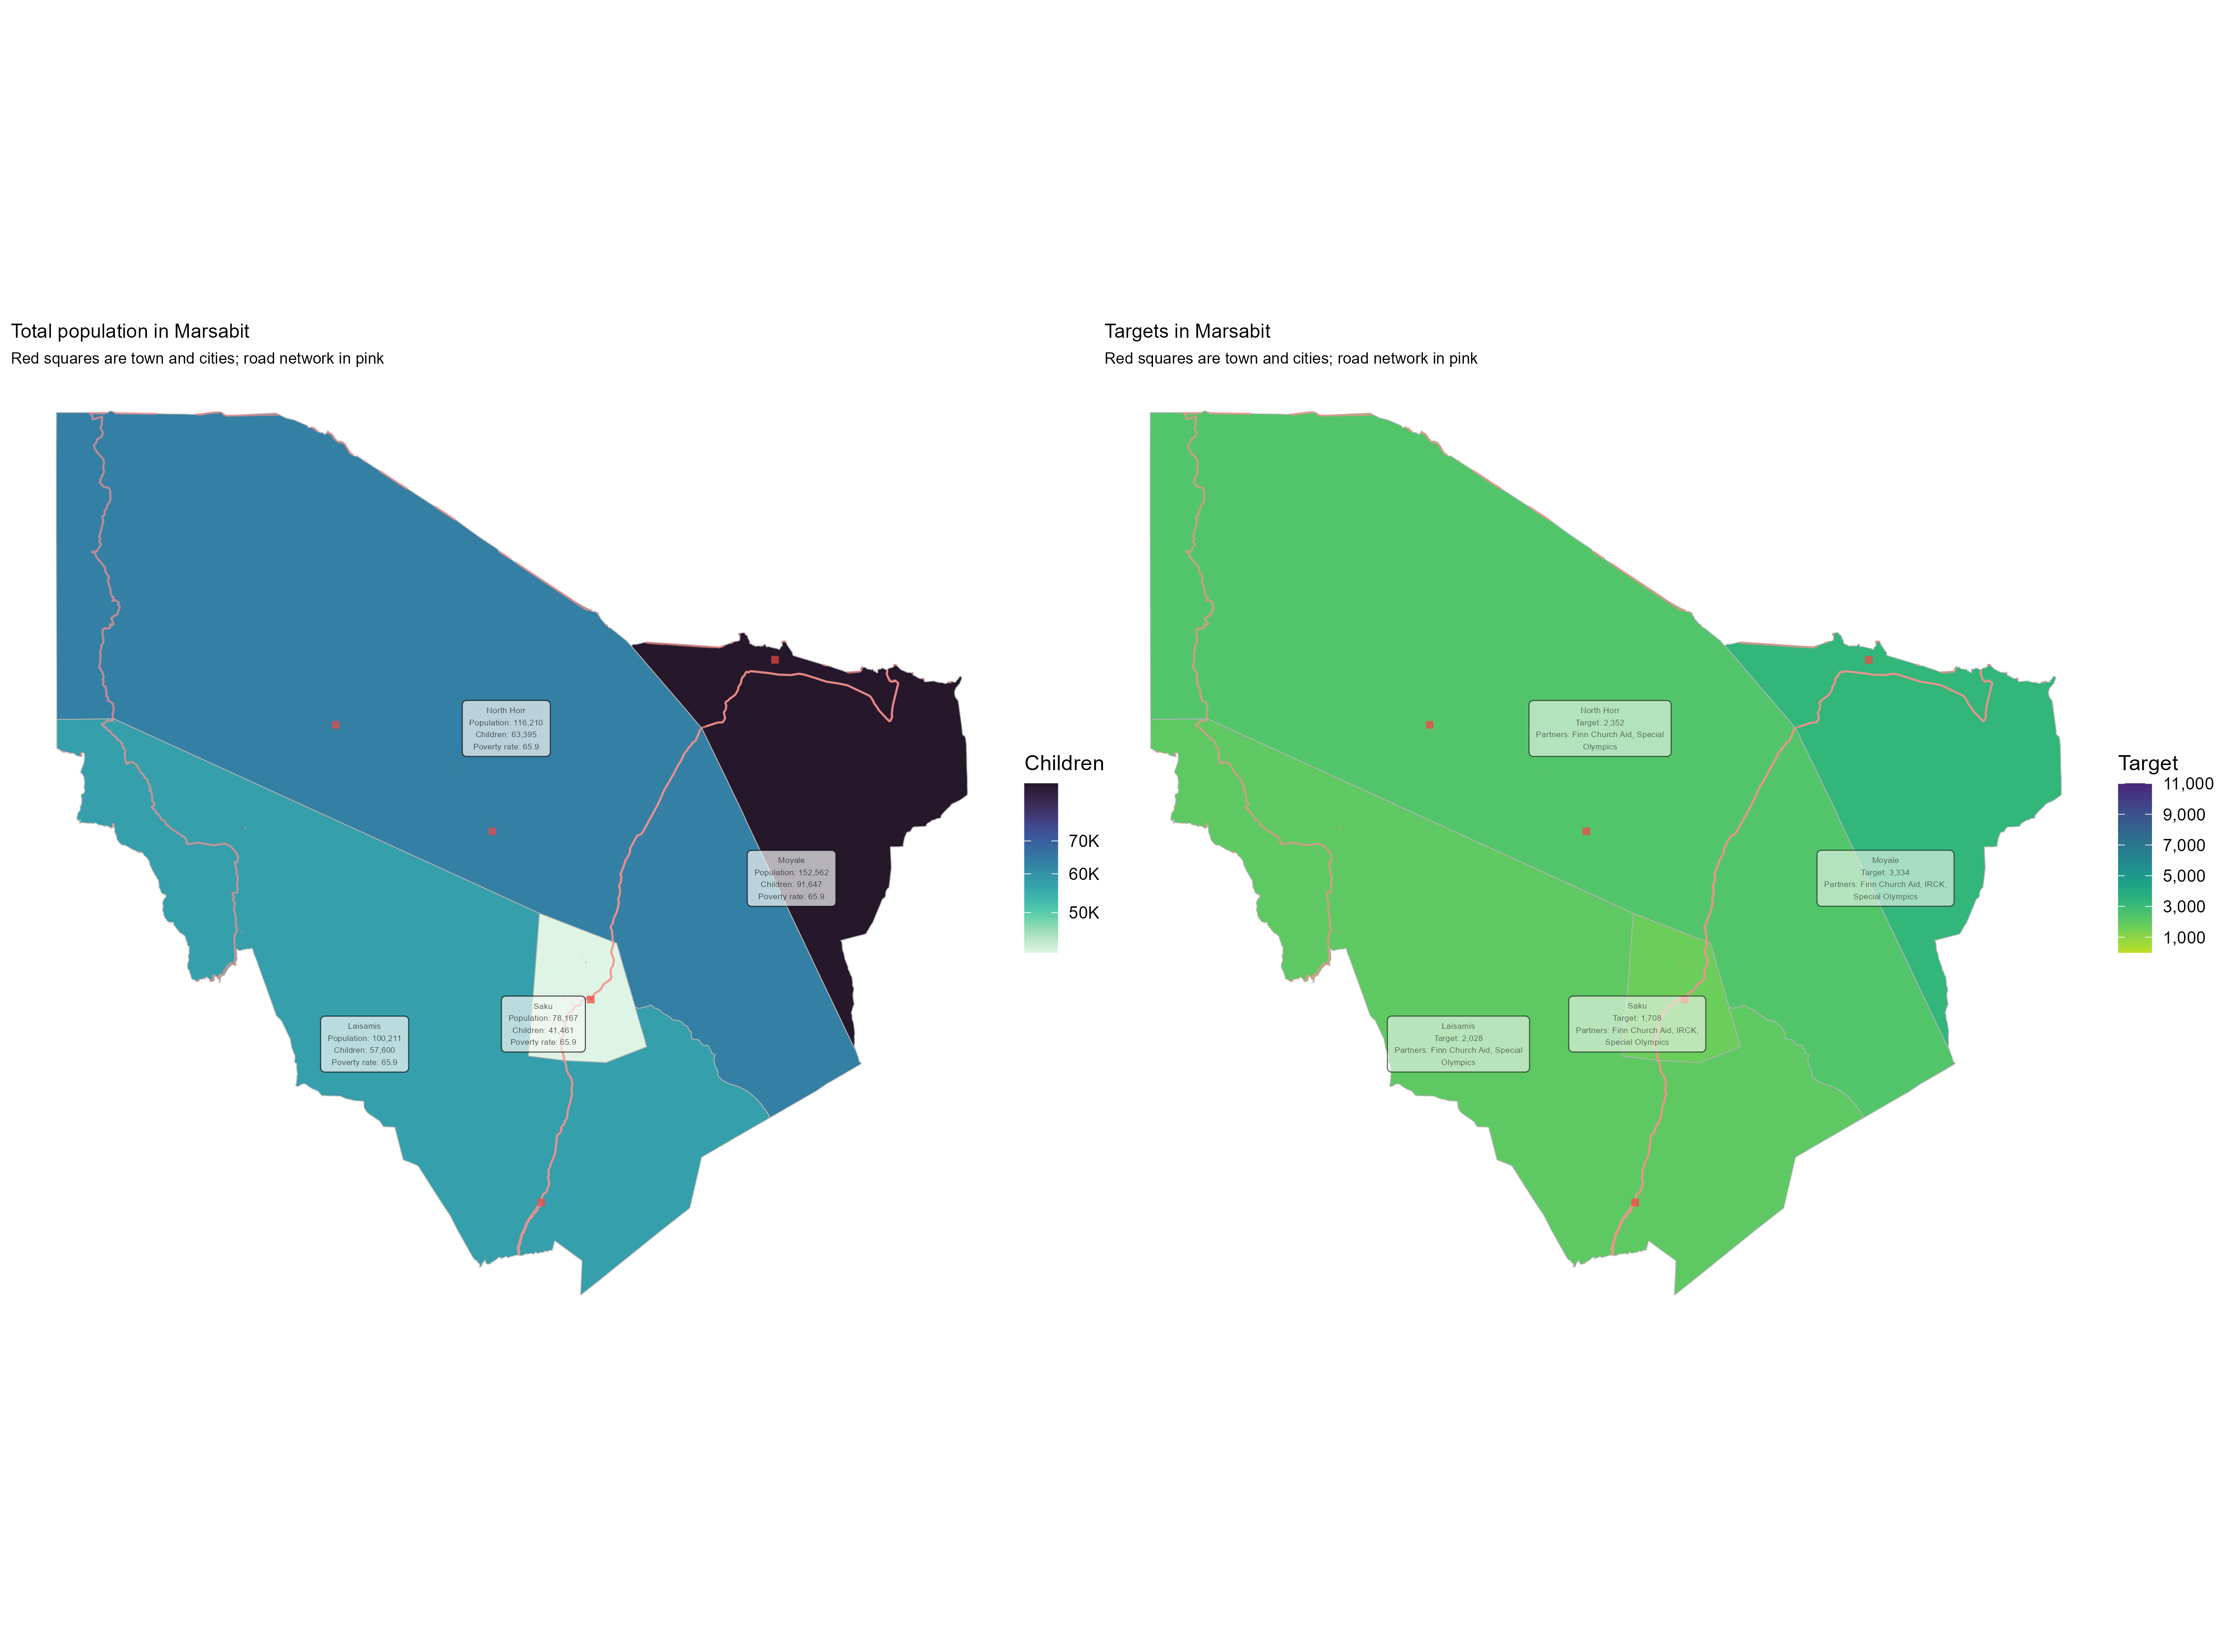 Total population in Marsabit
Red squares are town and cities; road network in pink
North Horr
Population: 116,210
Children: 63,395
Poverty rate: 65.9
Moyale
Population: 152,562
Children: 91,647
Poverty rate: 65.9
Saku
Population: 78,167
Children: 41,461
Poverty rate: 65.9
Laisamis
Population: 100,211
Children: 57,600
Poverty rate: 65.9
Children
70K
60K
50K
Targets in Marsabit
Red squares are town and cities; road network in pink
North Horr
Target: 2,352
Partners: Finn Church Aid, Special
Olympics
Moyale
Target: 3,334
Partners: Finn Church Aid, IRCK,
Special Olympics
Saku
Target: 1,708
Partners: Finn Church Aid, IRCK,
Special Olympics
Laisamis
Target: 2,028
Partners: Finn Church Aid, Special
Olympics
Target
11,000
9,000
7,000
5,000
3,000
1,000